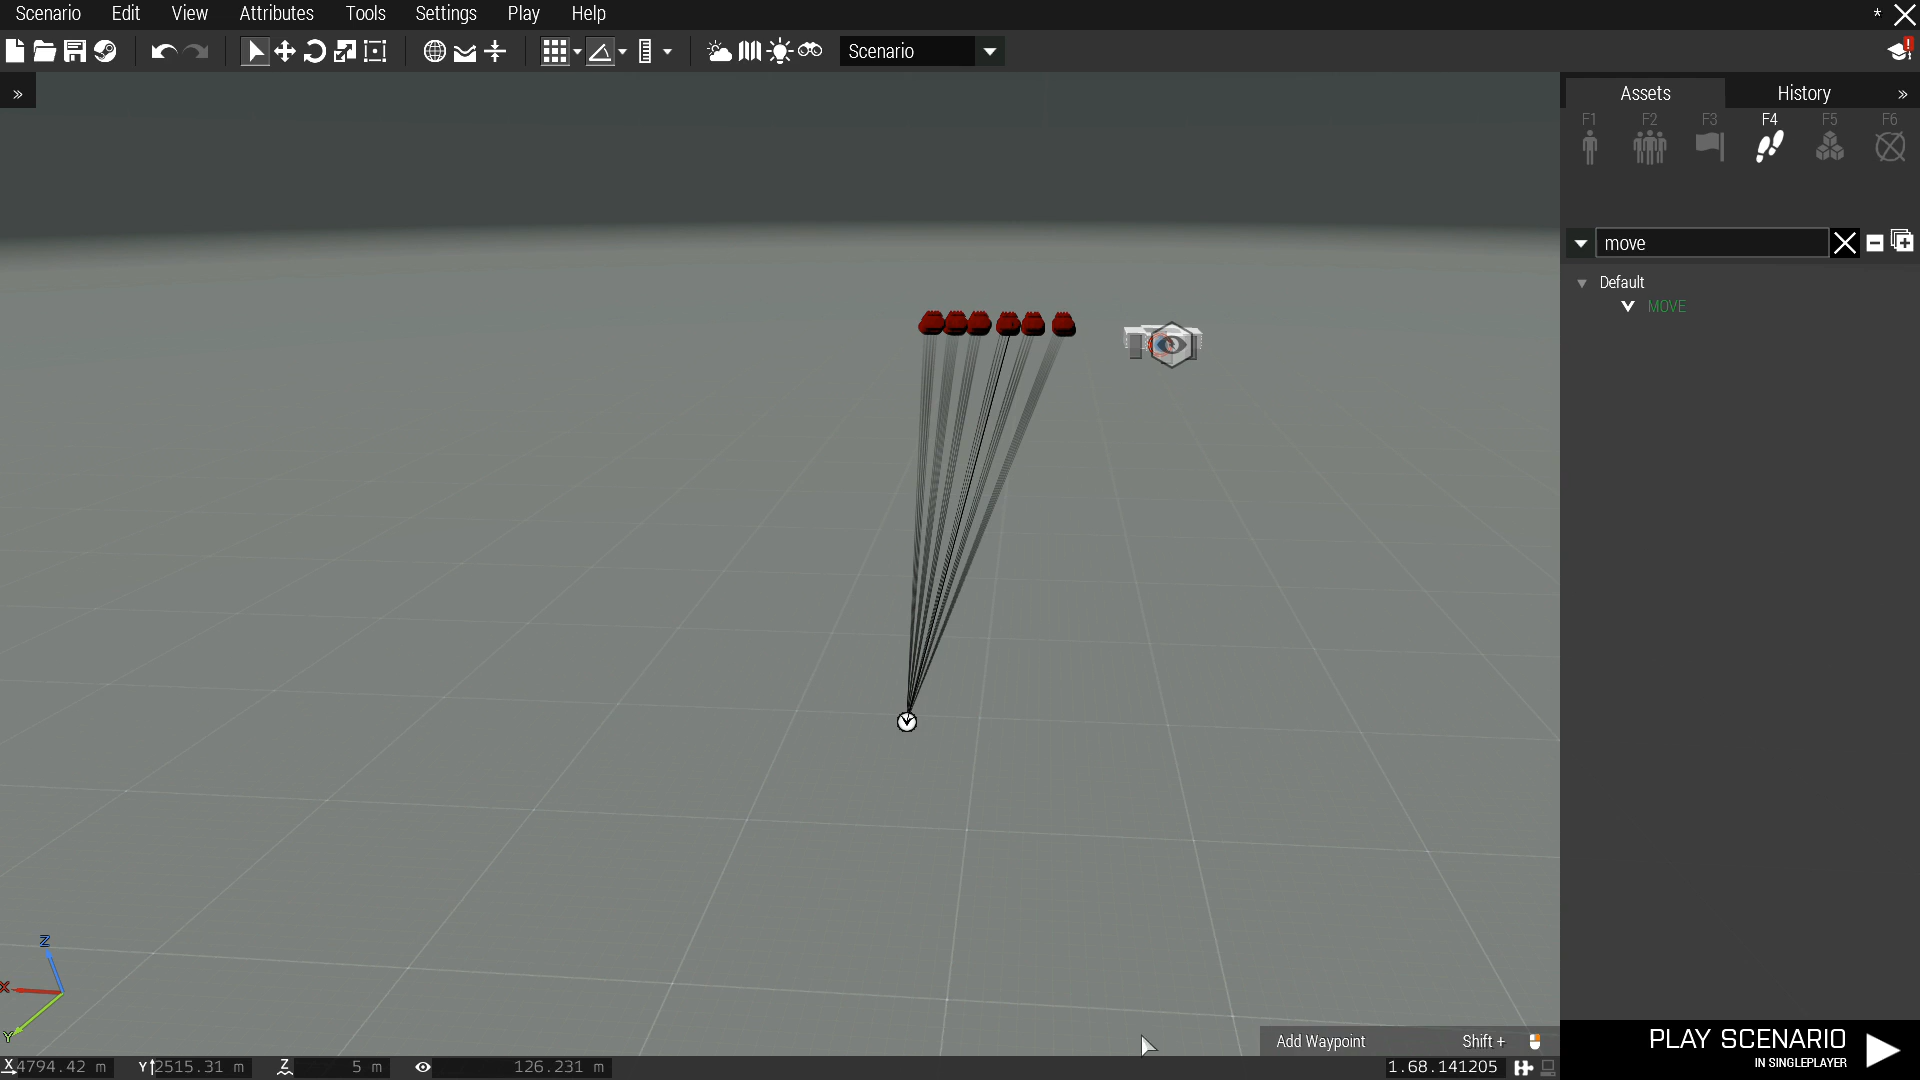 Scenario Edit View Attributes Tools Settings Play Help *
Scenario
Assets History
F1 F2 F3 F4 F5 F6
move
Default
MOVE
Z
X
Y
Add Waypoint Shift +
PLAY SCENARIO
IN SINGLEPLAYER
X 4794.42 m Y 2515.31 m Z 5 m 126.231 m 1.68.141205